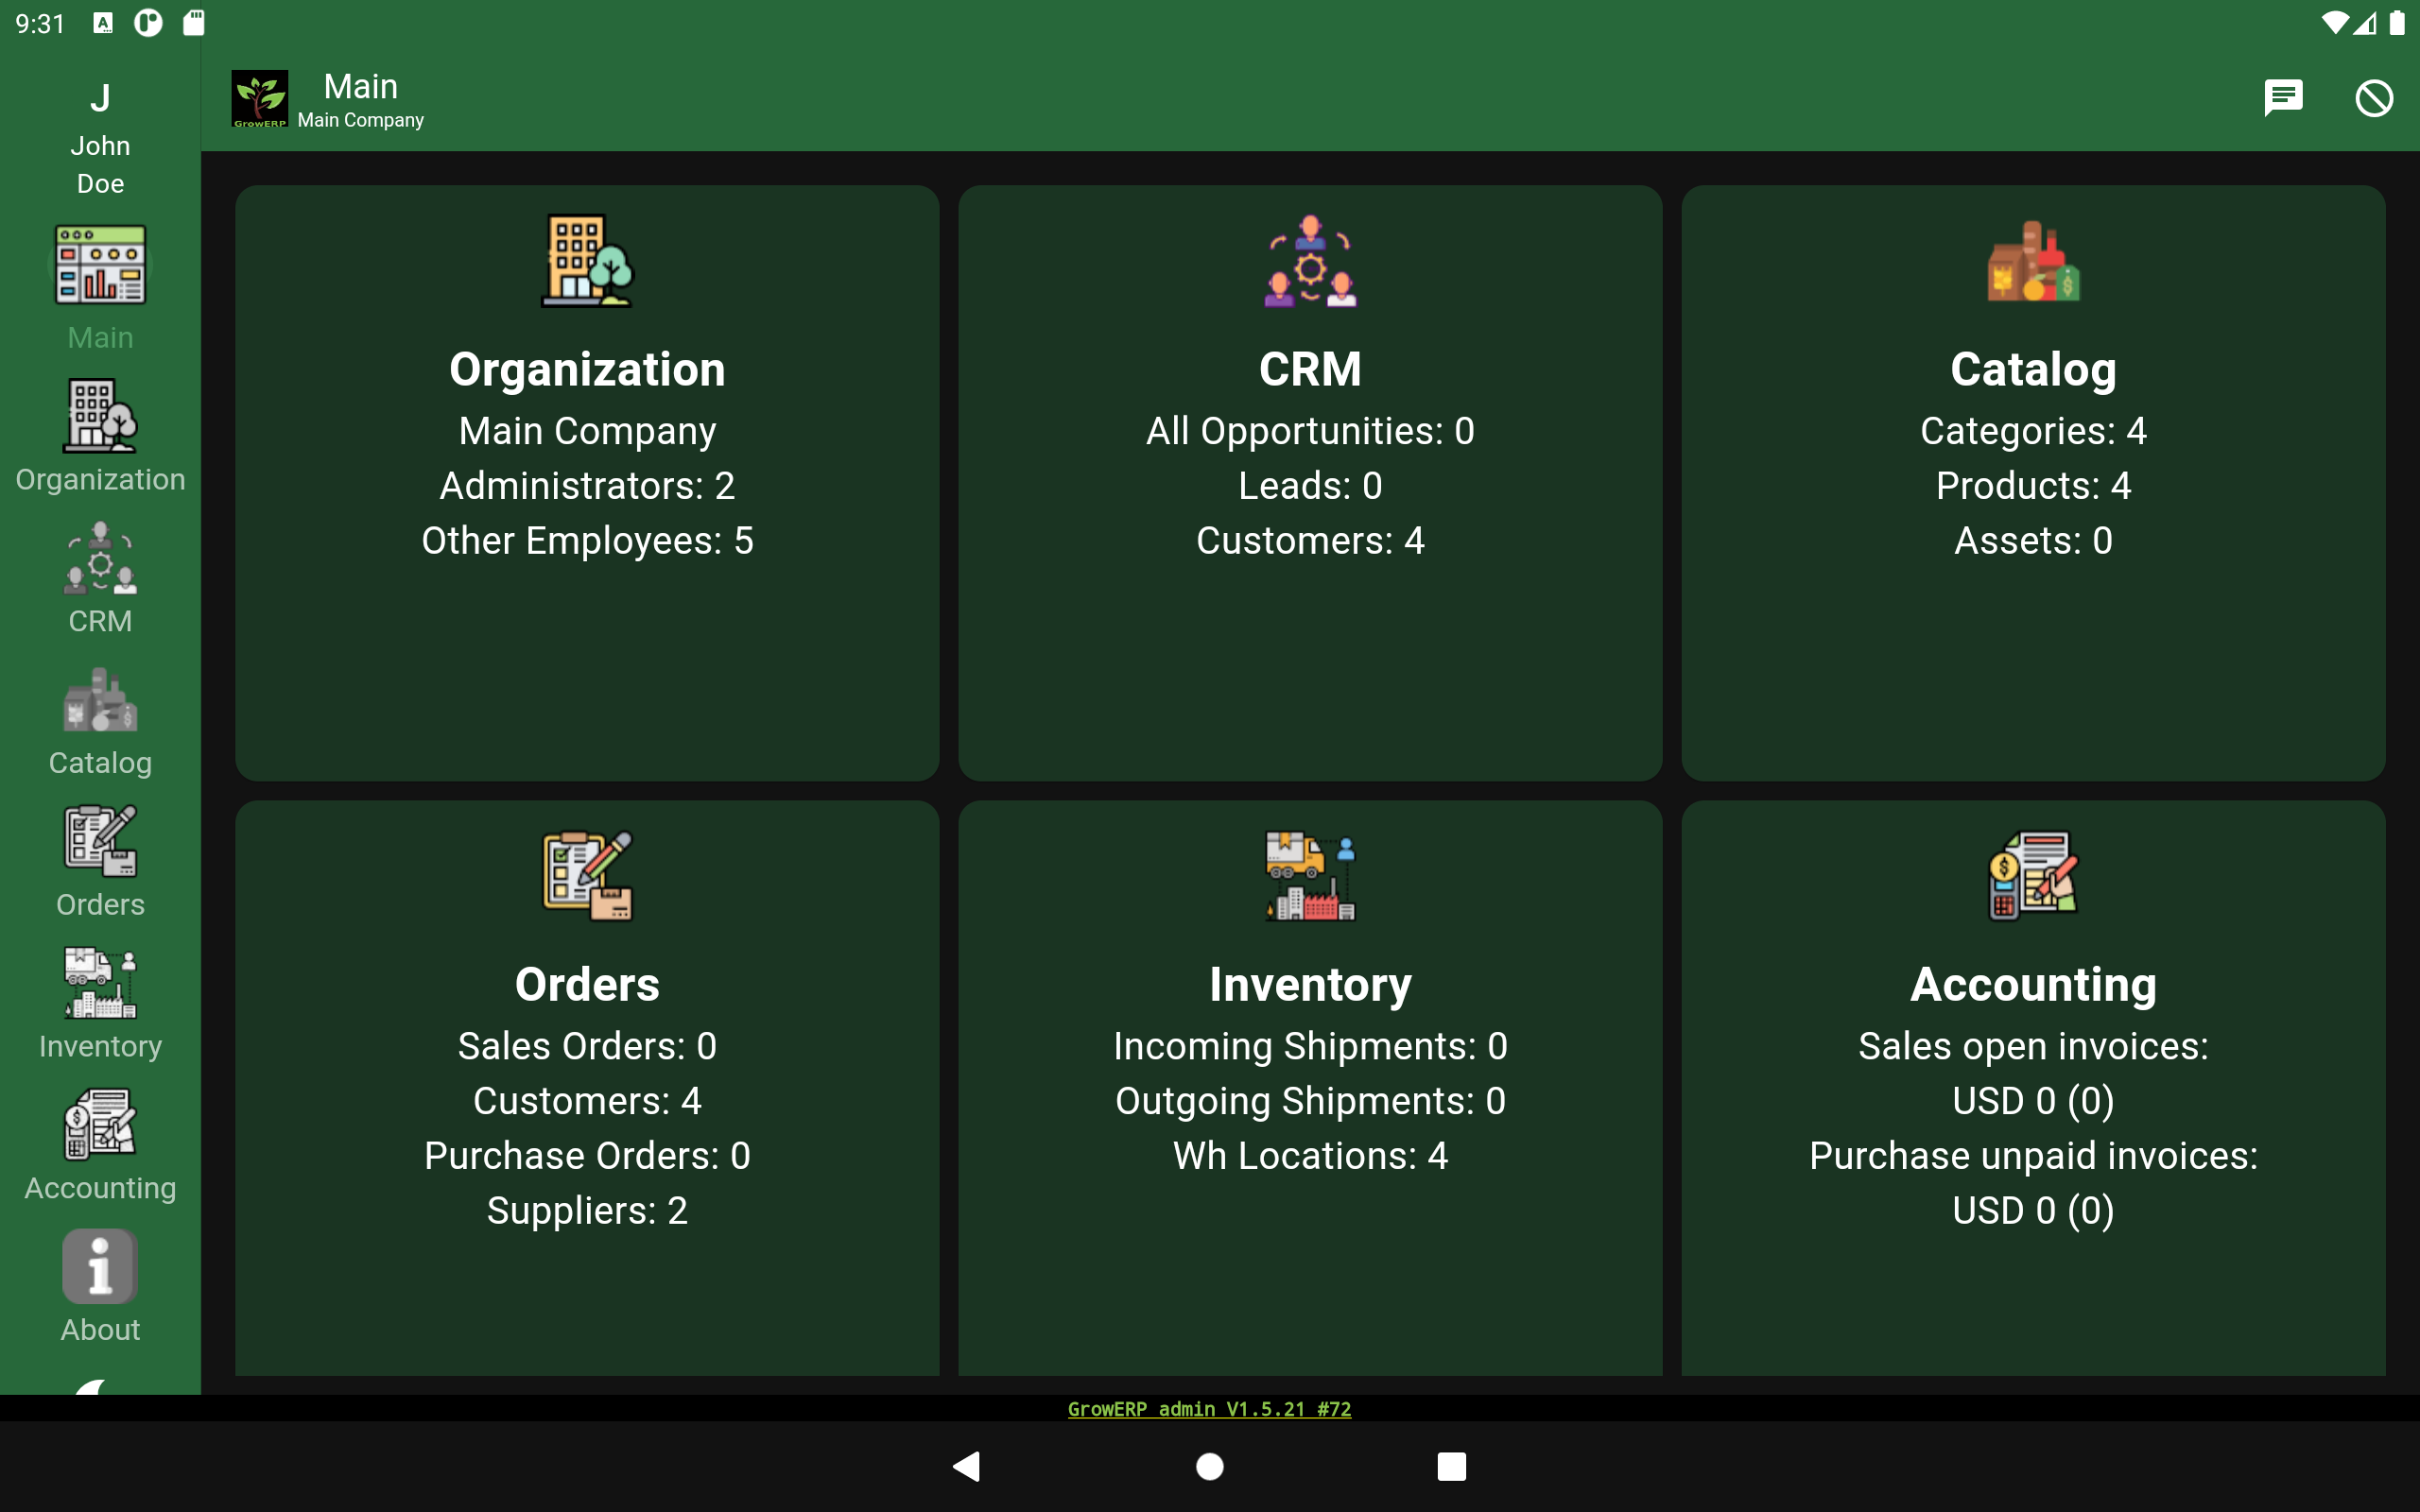 9:31
J
John
Doe
Main
Organization
CRM
Catalog
Orders
Inventory
Accounting
About
GrowERP
Main
Main Company
Organization
Main Company
Administrators: 2
Other Employees: 5
CRM
All Opportunities: 0
Leads: 0
Customers: 4
Catalog
Categories: 4
Products: 4
Assets: 0
Orders
Sales Orders: 0
Customers: 4
Purchase Orders: 0
Suppliers: 2
Inventory
Incoming Shipments: 0
Outgoing Shipments: 0
Wh Locations: 4
Accounting
Sales open invoices:
USD 0 (0)
Purchase unpaid invoices:
USD 0 (0)
GrowERP admin V1.5.21 #72